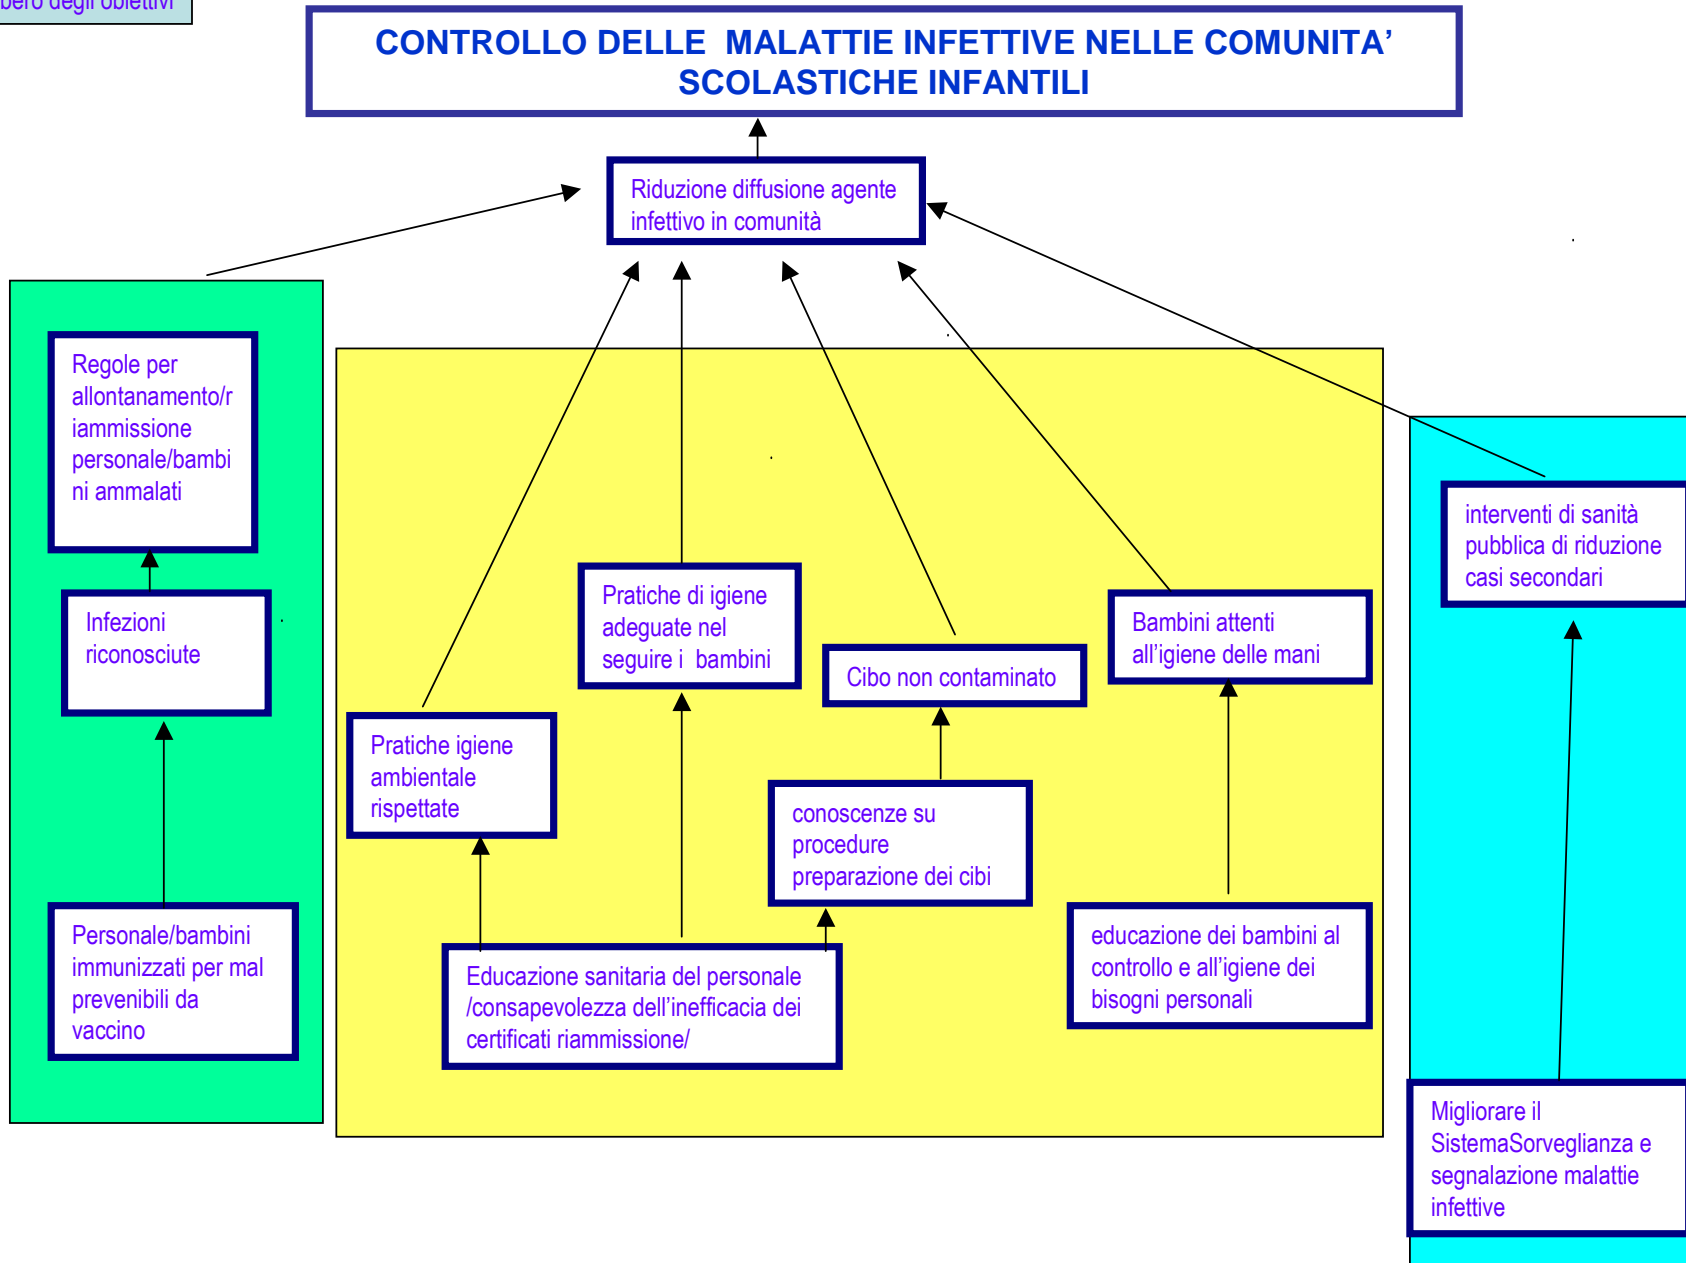 degli obiettivi
CONTROLLO DELLE  MALATTIE INFETTIVE NELLE COMUNITA’
SCOLASTICHE INFANTILI
Riduzione diffusione agente
infettivo in comunità
Regole per
allontanamento/r
iammissione
personale/bambi
ni ammalati
Infezioni
riconosciute
Personale/bambini
immunizzati per mal
prevenibili da
vaccino
Pratiche igiene
ambientale
rispettate
Pratiche di igiene
adeguate nel
seguire i  bambini
Cibo non contaminato
conoscenze su
procedure
preparazione dei cibi
Educazione sanitaria del personale
/consapevolezza dell’inefficacia dei
certificati riammissione/
Bambini attenti
all’igiene delle mani
educazione dei bambini al
controllo e all’igiene dei
bisogni personali
interventi di sanità
pubblica di riduzione
casi secondari
Migliorare il
SistemaSorveglianza e
segnalazione malattie
infettive